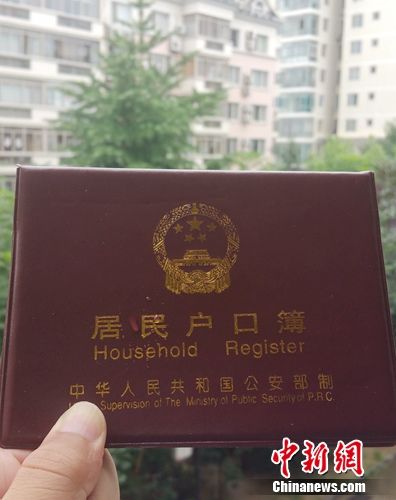 居民户口簿
Household Register
中华人民共和国公安部制
Supervision of The Ministry of Public Security of P.R.C.
中新网
Chinanews.com